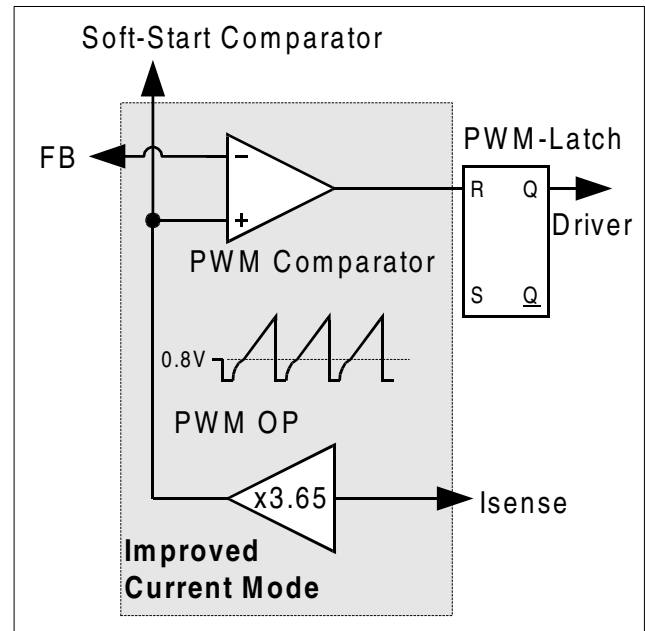 Soft-Start Comparator
FB
PWM-Latch
−
+
R Q
Driver
PWM Comparator
S Q
0.8V
PWM OP
x3.65
Isense
Improved
Current Mode